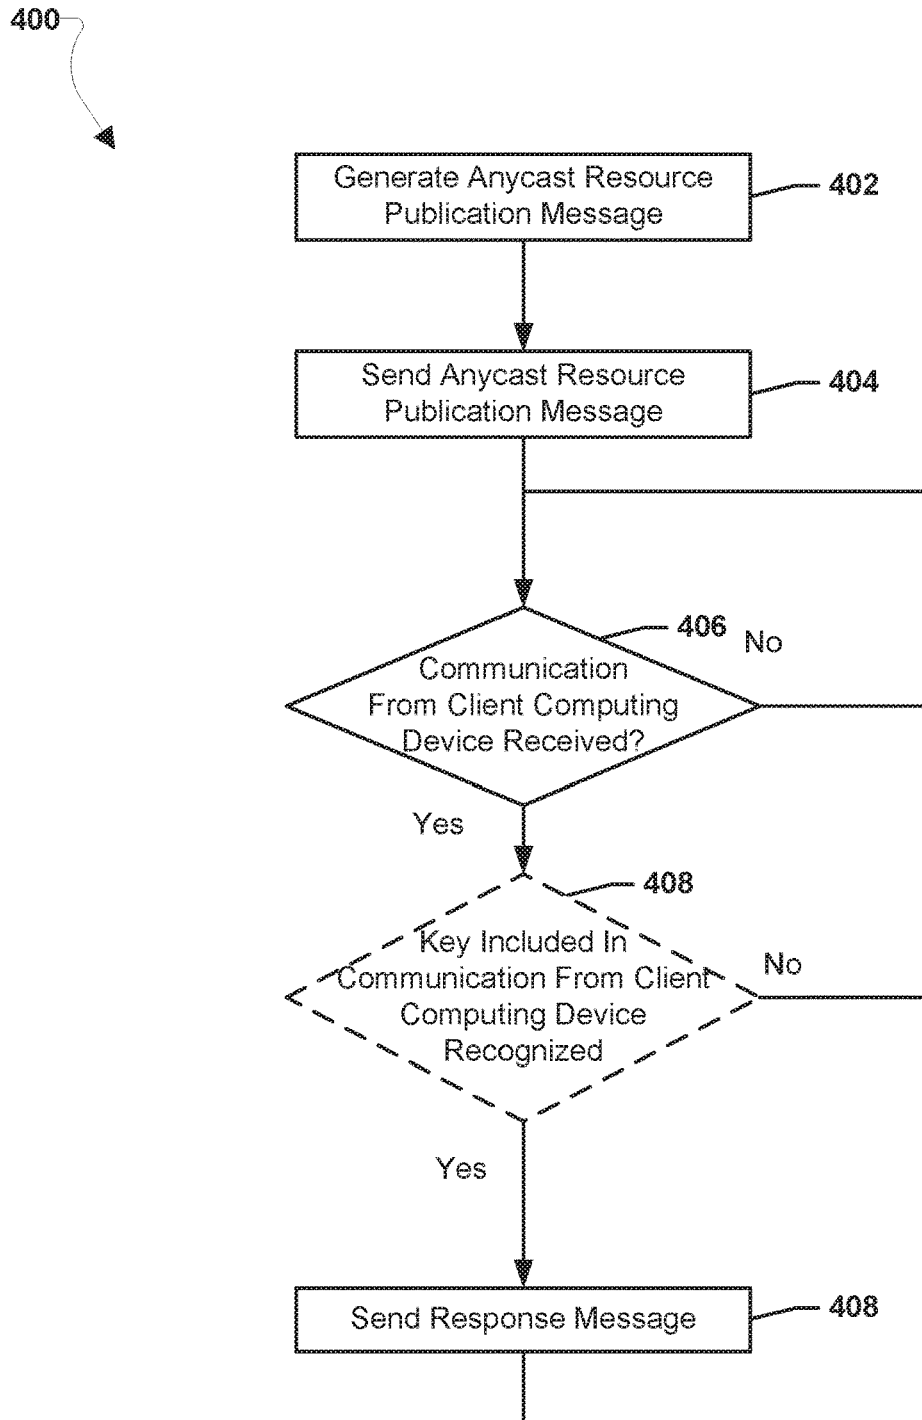 400
Generate Anycast Resource
Publication Message
402
Send Anycast Resource
Publication Message
404
406
No
Communication
From Client Computing
Device Received?
Yes
408
Key Included In
Communication From Client
Computing Device
Recognized
No
Yes
Send Response Message
408